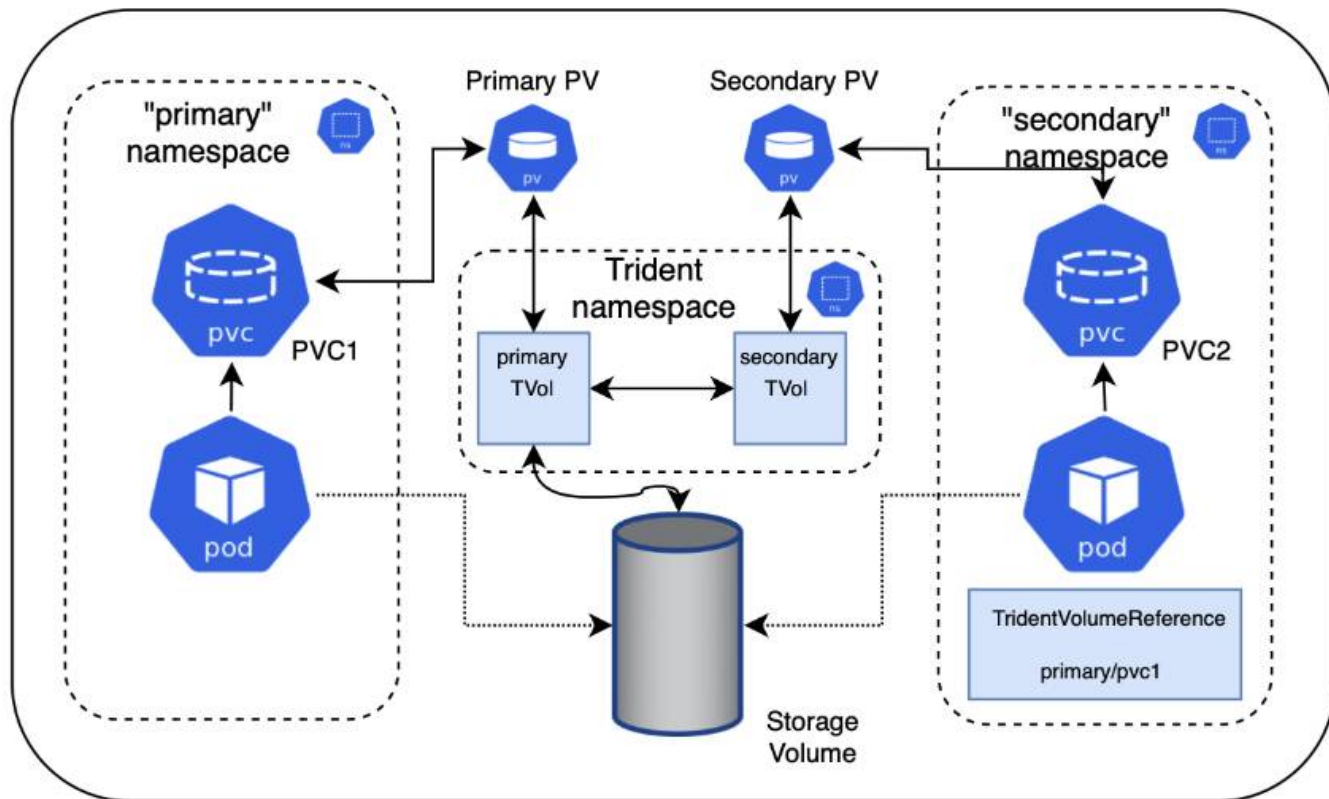 Primary PV
Secondary PV
"primary"
namespace
ns
pv
pv
"secondary"
namespace
ns
pvc
PVC1
Trident
namespace
ns
primary
TVol
secondary
TVol
pvc
PVC2
pod
pod
TridentVolumeReference
primary/pvc1
Storage
Volume